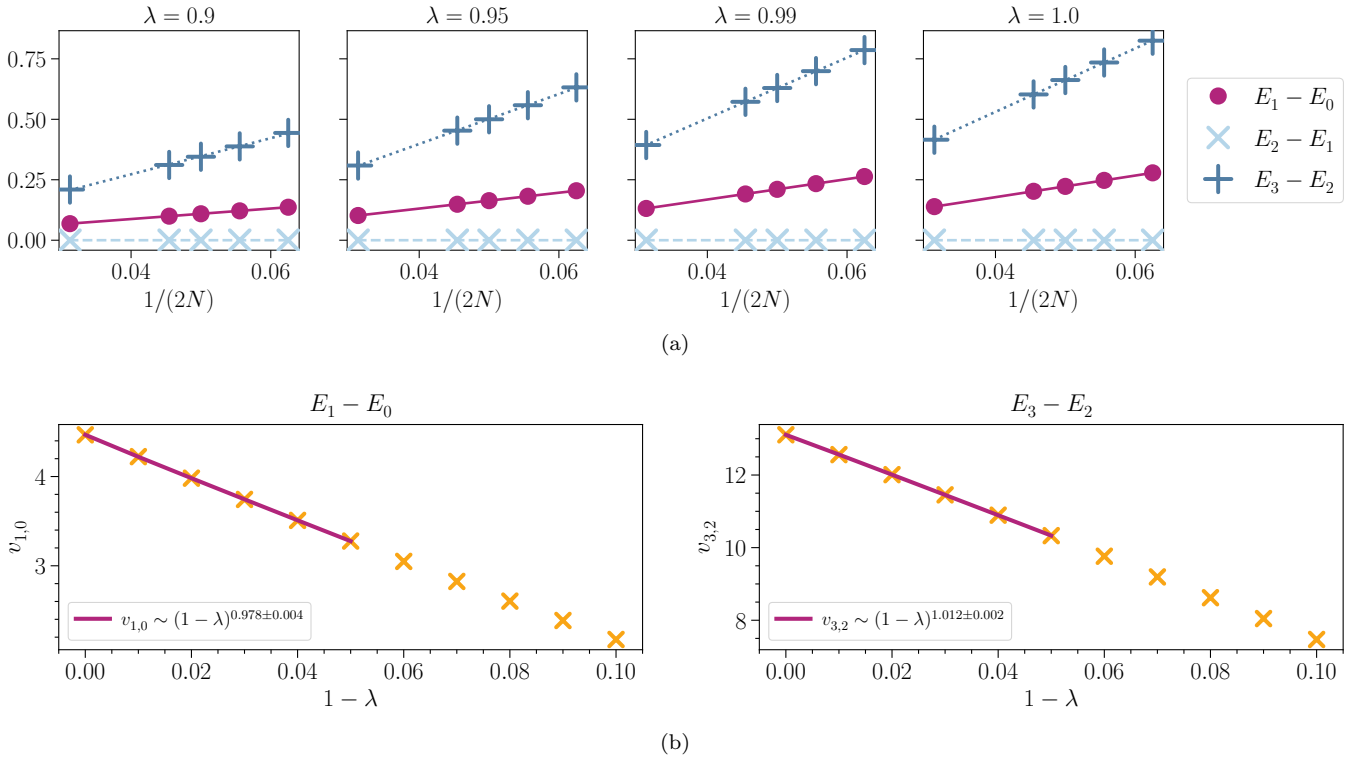 λ = 0.9
λ = 0.95
λ = 0.99
λ = 1.0
0.75
0.50
0.25
0.00
0.04 0.06
0.04 0.06
0.04 0.06
0.04 0.06
1/(2N)
1/(2N)
1/(2N)
1/(2N)
E₁ − E₀
E₂ − E₁
E₃ − E₂
(a)
E₁ − E₀
4
3
v₁,₀
v₁,₀ ∼ (1 − λ)^0.978±0.004
0.00 0.02 0.04 0.06 0.08 0.10
1 − λ
E₃ − E₂
12
10
8
v₃,₂
v₃,₂ ∼ (1 − λ)^1.012±0.002
0.00 0.02 0.04 0.06 0.08 0.10
1 − λ
(b)